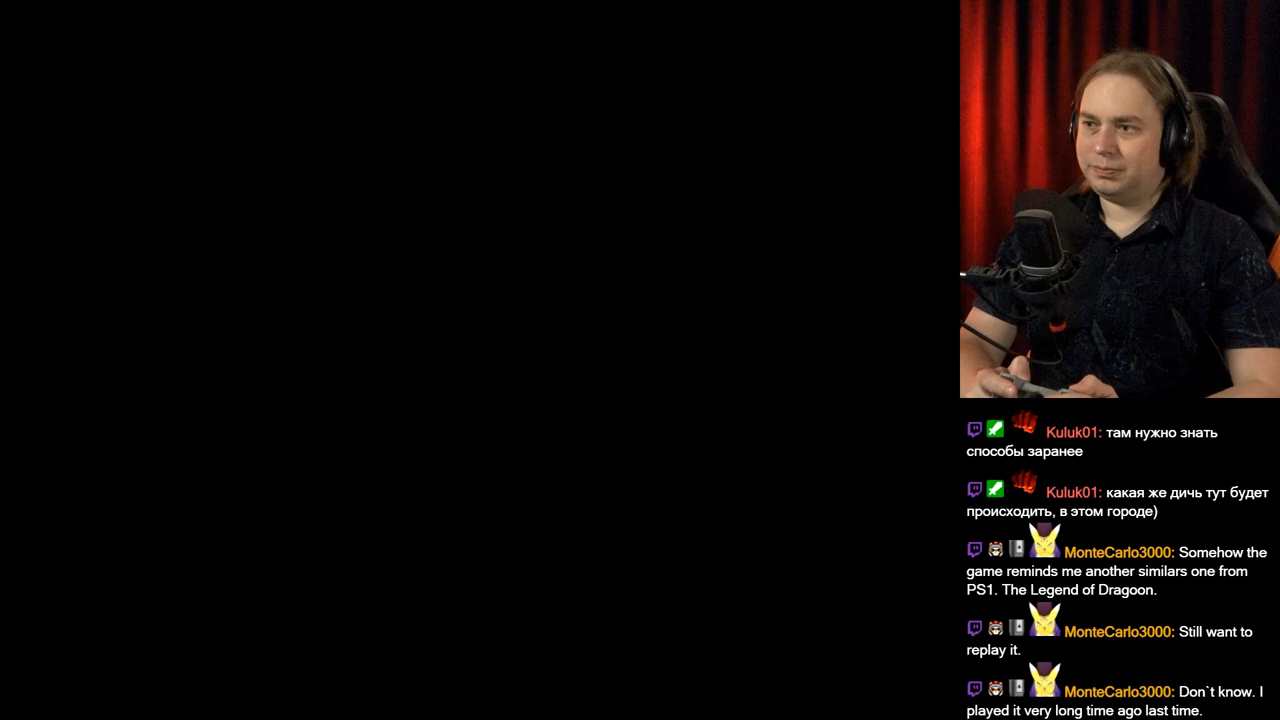 Kuluk01: там нужно знать
способы заранее
Kuluk01: какая же дичь тут будет
происходить, в этом городе)
MonteCarlo3000: Somehow the
game reminds me another similars one from
PS1. The Legend of Dragoon.
MonteCarlo3000: Still want to
replay it.
MonteCarlo3000: Don`t know. I
played it very long time ago last time.